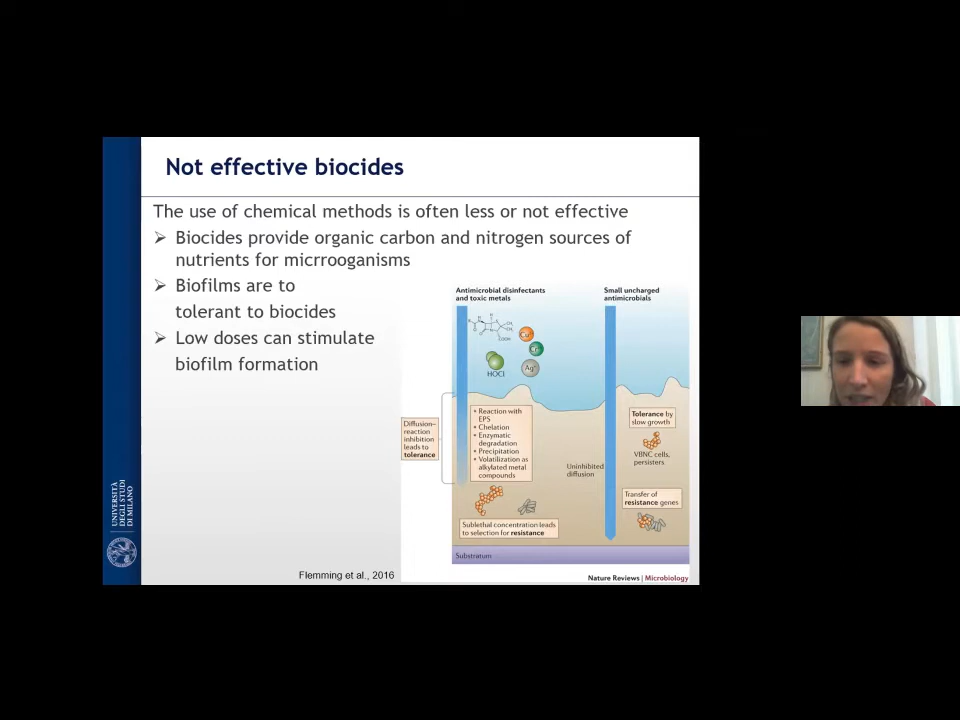 Not effective biocides
The use of chemical methods is often less or not effective
➢ Biocides provide organic carbon and nitrogen sources of
nutrients for micrrooganisms
➢ Biofilms are to
tolerant to biocides
➢ Low doses can stimulate
biofilm formation
Antimicrobial disinfectants
and toxic metals
Small uncharged
antimicrobials
HOCl
Ag⁺
Diffusion–
reaction
inhibition
leads to
tolerance
• Reaction with
EPS
• Chelation
• Enzymatic
degradation
• Precipitation
• Volatilization as
alkylated metal
compounds
Uninhibited
diffusion
Tolerance by
slow growth
VBNC cells,
persisters
Transfer of
resistance genes
Sublethal concentration leads
to selection for resistance
Substratum
Flemming et al., 2016
Nature Reviews | Microbiology
UNIVERSITÀ
DEGLI STUDI
DI MILANO